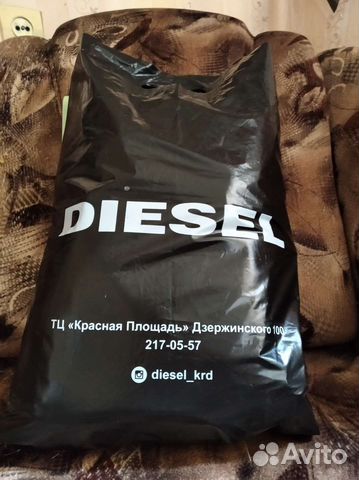 DIESEL
ТЦ «Красная Площадь» Дзержинского 100
217-05-57
diesel_krd
Avito